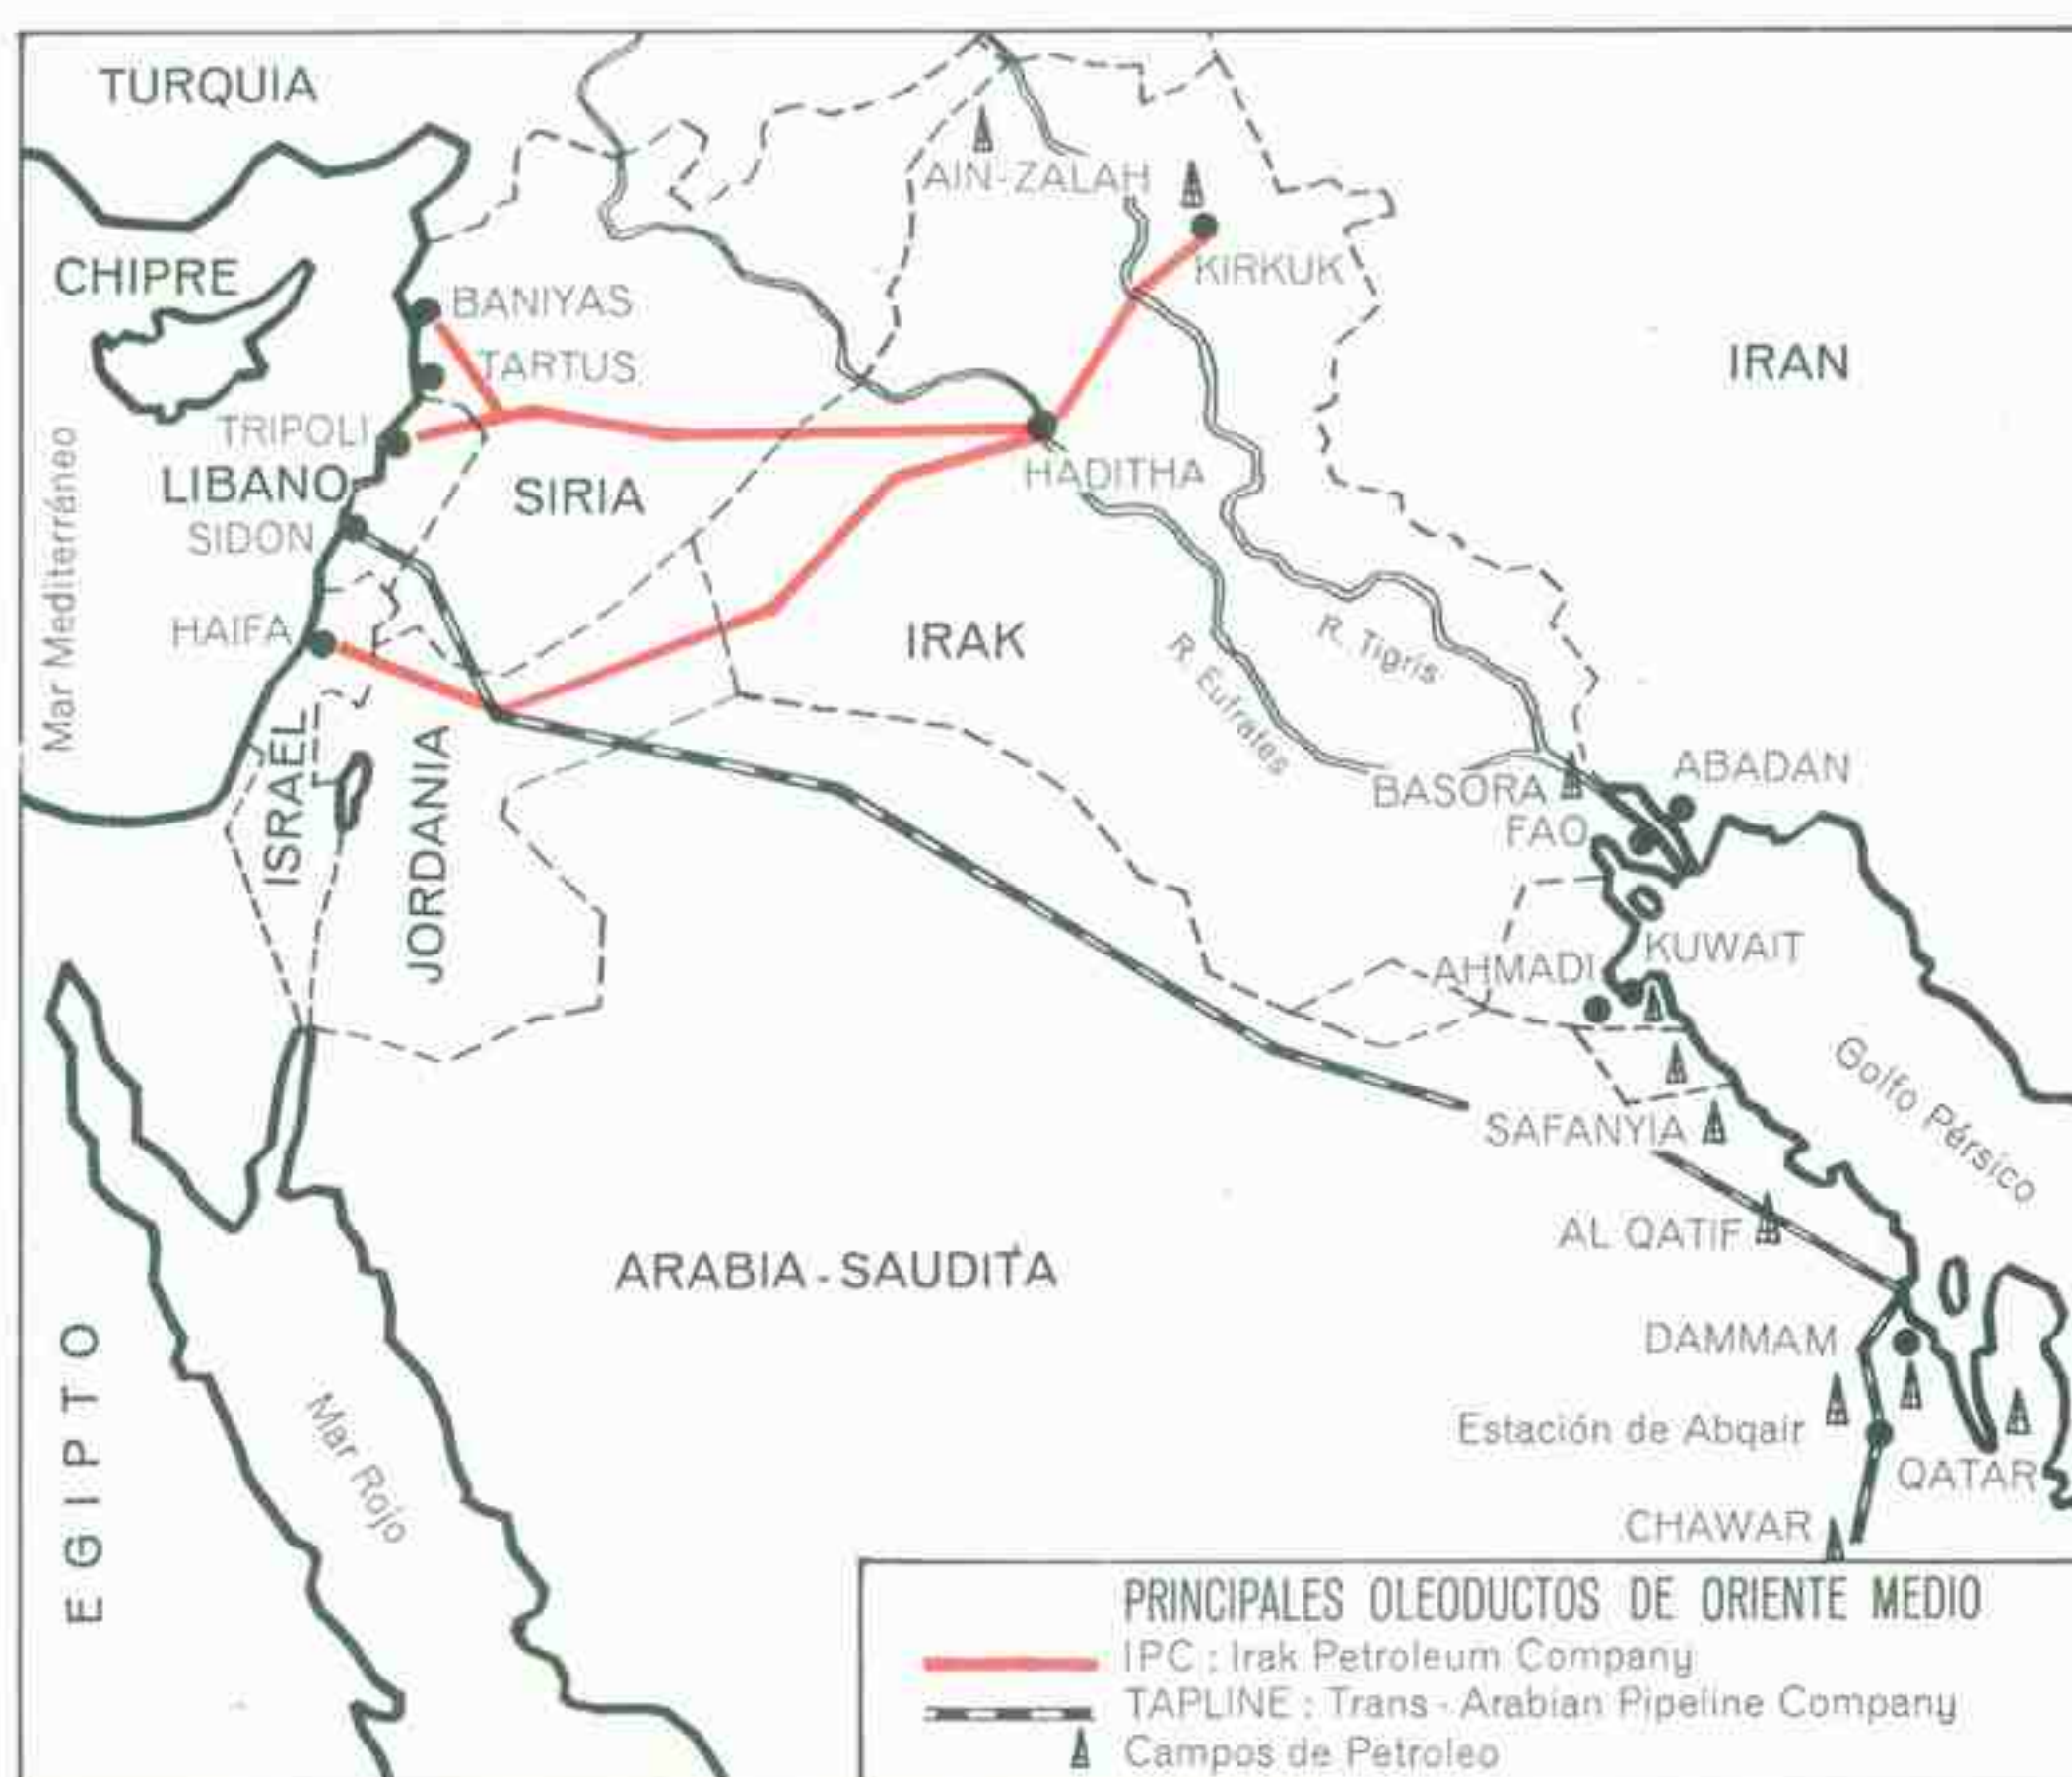 TURQUIA
AIN-ZALAH
CHIPRE
KIRKUK
BANIYAS
IRAN
TARTUS
TRIPOLI
HADITHA
LIBANO
SIRIA
SIDON
Mar Mediterráneo
HAIFA
IRAK
R. Tigris
R. Eufrates
ISRAEL
JORDANIA
ABADAN
BASORA
FAO
KUWAIT
AHMADI
Golfo Pérsico
SAFANYIA
AL QATIF
ARABIA-SAUDITA
DAMMAM
EGIPTO
Mar Rojo
Estación de Abqair
QATAR
CHAWAR
PRINCIPALES OLEODUCTOS DE ORIENTE MEDIO
IPC : Irak Petroleum Company
TAPLINE : Trans-Arabian Pipeline Company
Campos de Petroleo